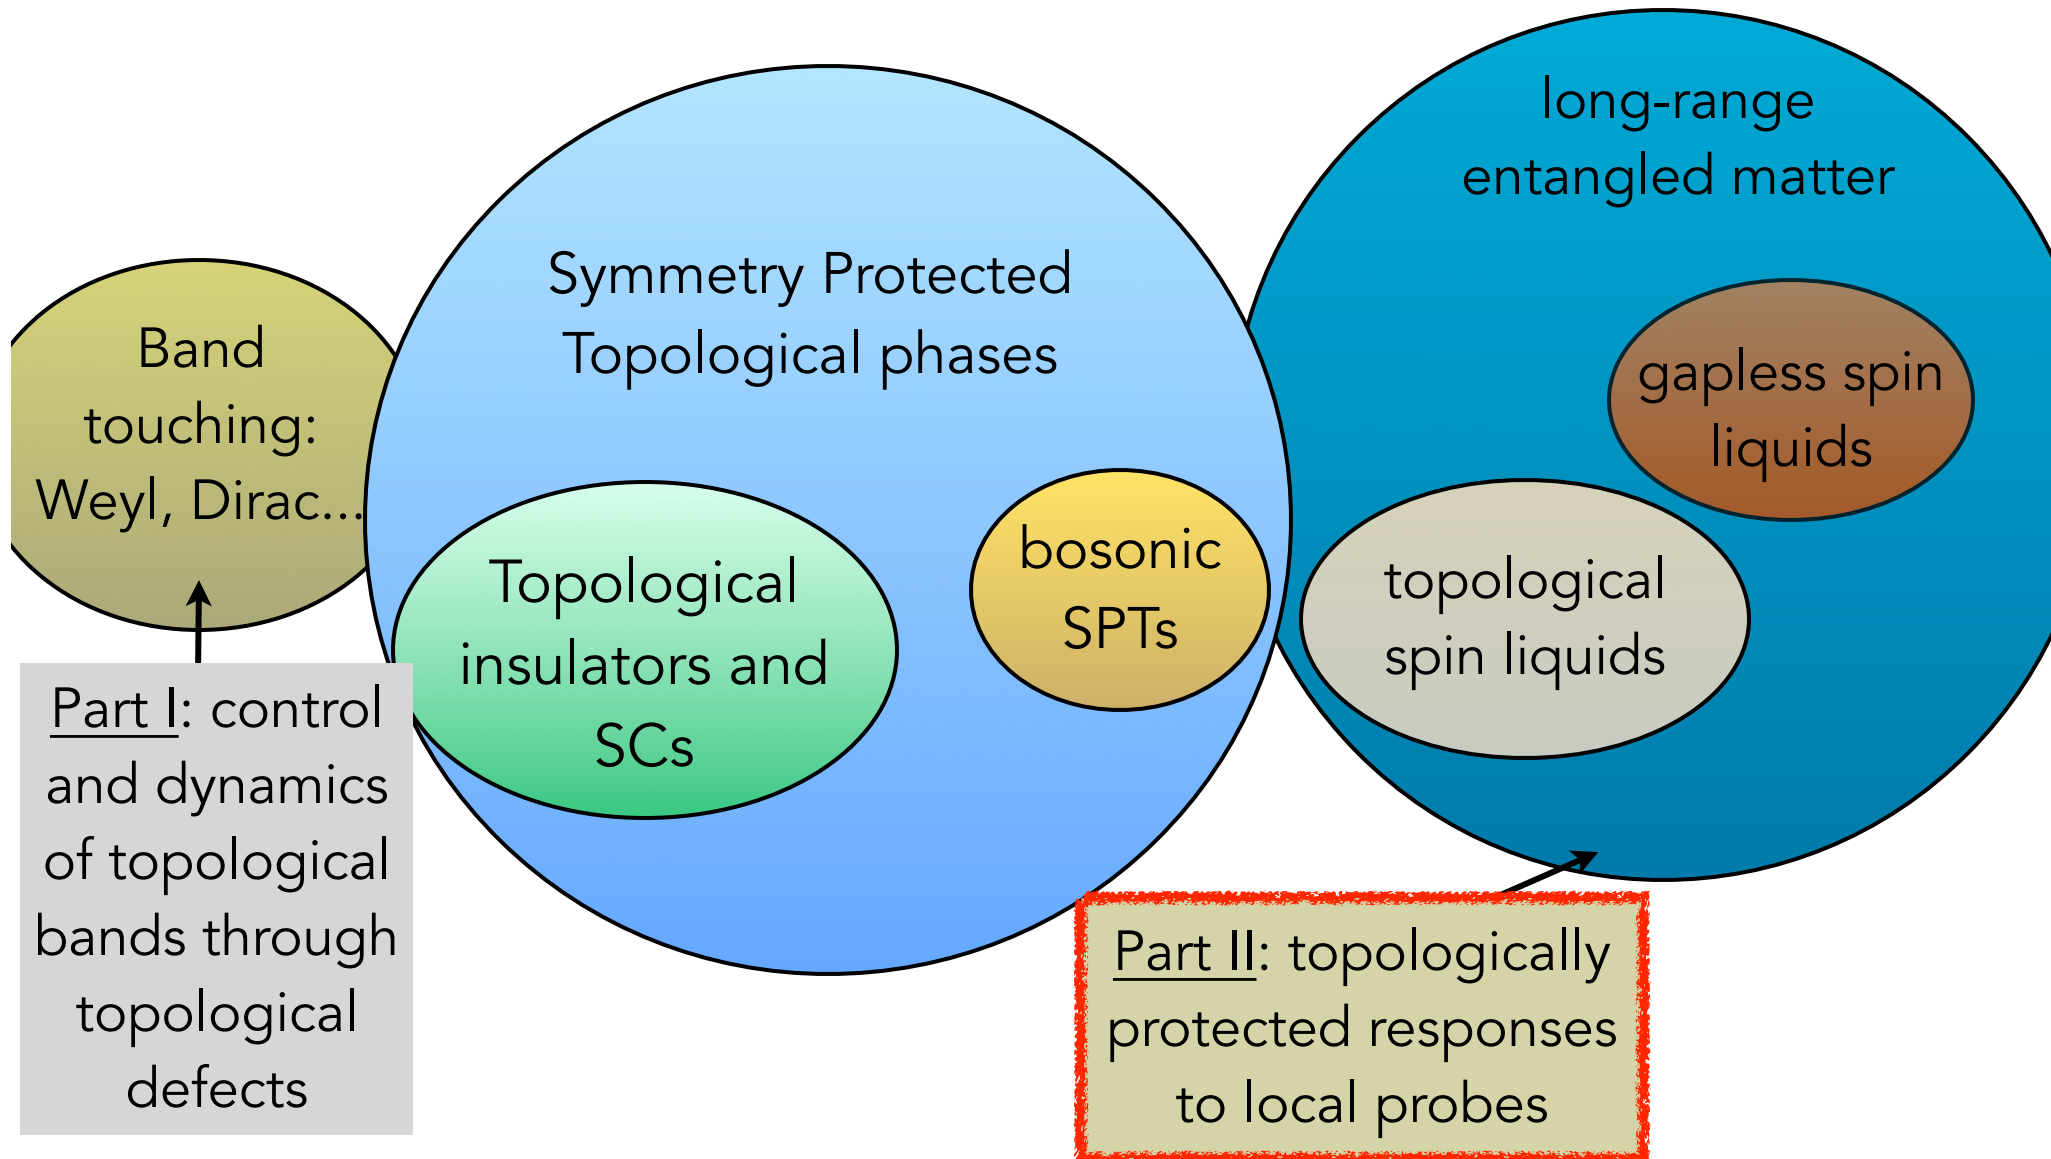 long-range
entangled matter
Symmetry Protected
Topological phases
Band
touching:
Weyl, Dirac...
gapless spin
liquids
Topological
insulators and
SCs
bosonic
SPTs
topological
spin liquids
Part I: control
and dynamics
of topological
bands through
topological
defects
Part II: topologically
protected responses
to local probes